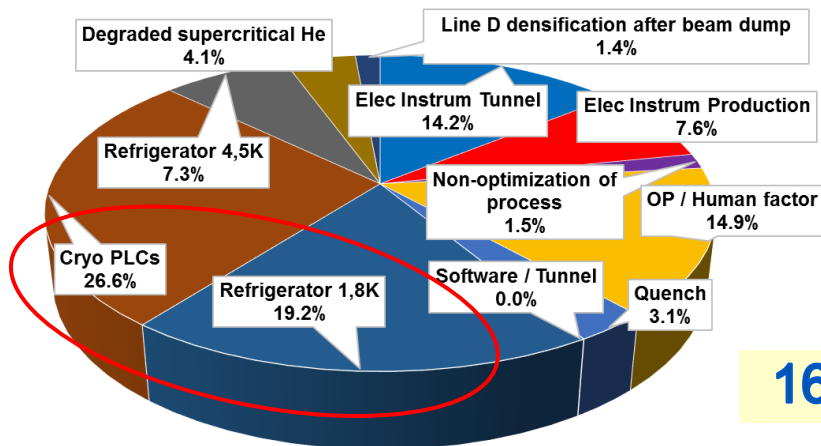 Line D densification after beam dump
1.4%
Degraded supercritical He
4.1%
Elec Instrum Tunnel
14.2%
Elec Instrum Production
7.6%
Refrigerator 4,5K
7.3%
Non-optimization of
process
1.5%
OP / Human factor
14.9%
Cryo PLCs
26.6%
Refrigerator 1,8K
19.2%
Software / Tunnel
0.0%
Quench
3.1%
16